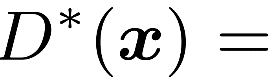 D*(x) =